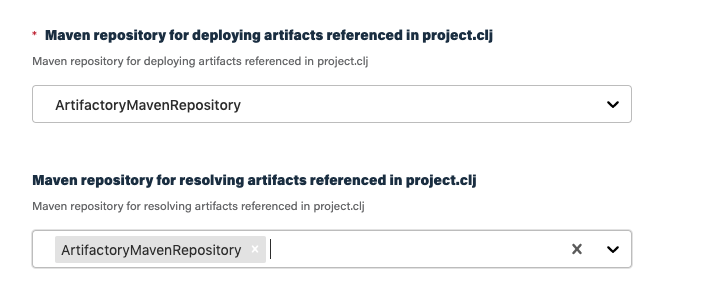 * Maven repository for deploying artifacts referenced in project.clj
Maven repository for deploying artifacts referenced in project.clj
ArtifactoryMavenRepository
Maven repository for resolving artifacts referenced in project.clj
Maven repository for resolving artifacts referenced in project.clj
ArtifactoryMavenRepository ×